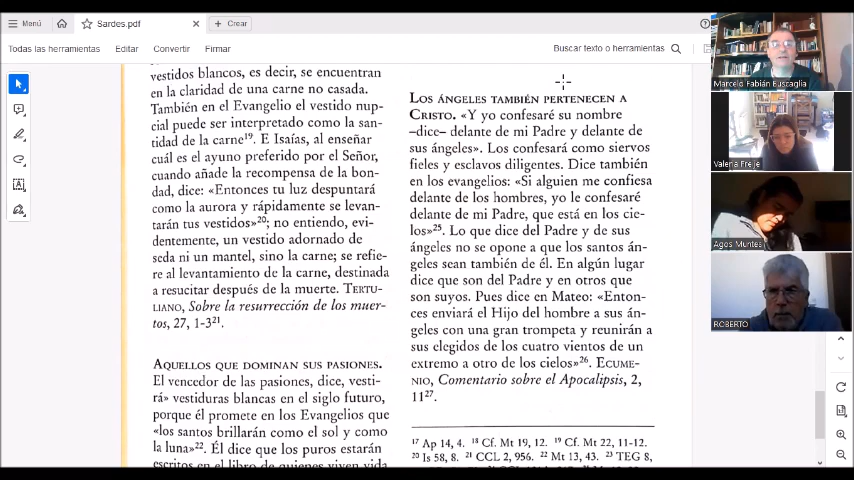 Menú
Sardes.pdf
Crear
Todas las herramientas
Editar
Convertir
Firmar
Buscar texto o herramientas
vestidos blancos, es decir, se encuentran
en la claridad de una carne no casada.
También en el Evangelio el vestido nup-
cial puede ser interpretado como la san-
tidad de la carne19. E Isaías, al enseñar
cuál es el ayuno preferido por el Señor,
cuando añade la recompensa de la bon-
dad, dice: «Entonces tu luz despuntará
como la aurora y rápidamente se levan-
tarán tus vestidos»20; no entiendo, evi-
dentemente, un vestido adornado de
seda ni un mantel, sino la carne; se refie-
re al levantamiento de la carne, destinada
a resucitar después de la muerte. TERTU-
LIANO, Sobre la resurrección de los muer-
tos, 27, 1-321.
AQUELLOS QUE DOMINAN SUS PASIONES.
El vencedor de las pasiones, dice, vesti-
rá» vestiduras blancas en el siglo futuro,
porque él promete en los Evangelios que
«los santos brillarán como el sol y como
la luna»22. Él dice que los puros estarán
escritos en el libro de quienes viven vida
LOS ÁNGELES TAMBIÉN PERTENECEN A
CRISTO. «Y yo confesaré su nombre
–dice– delante de mi Padre y delante de
sus ángeles». Los confesará como siervos
fieles y esclavos diligentes. Dice también
en los evangelios: «Si alguien me confiesa
delante de los hombres, yo le confesaré
delante de mi Padre, que está en los cie-
los»25. Lo que dice del Padre y de sus
ángeles no se opone a que los santos án-
geles sean también de él. En algún lugar
dice que son del Padre y en otros que
son suyos. Pues dice en Mateo: «Enton-
ces enviará el Hijo del hombre a sus án-
geles con una gran trompeta y reunirán a
sus elegidos de los cuatro vientos de un
extremo a otro de los cielos»26. ECUME-
NIO, Comentario sobre el Apocalipsis, 2,
1127.
17 Ap 14, 4. 18 Cf. Mt 19, 12. 19 Cf. Mt 22, 11-12.
20 Is 58, 8. 21 CCL 2, 956. 22 Mt 13, 43. 23 TEG 8,
Marcelo Fabián Buscaglia
Valeria Freije
Agos Muntes
ROBERTO